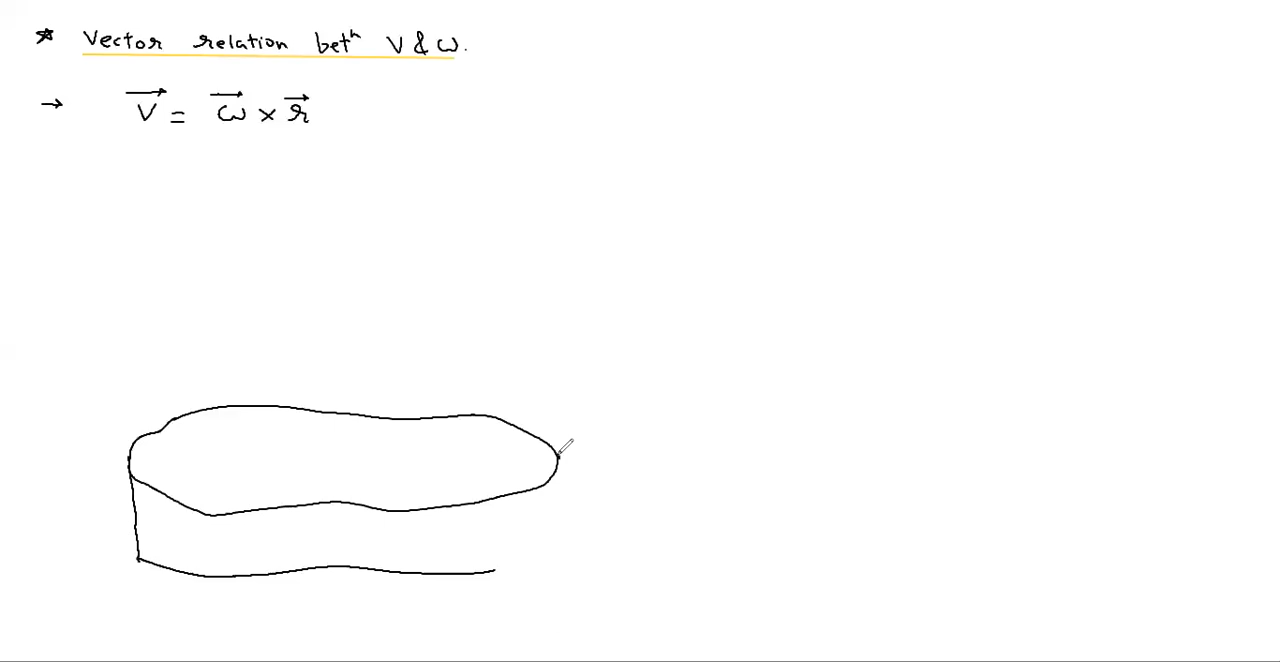 * Vector relation betⁿ V & ω.
→ V⃗ = ω⃗ × r⃗